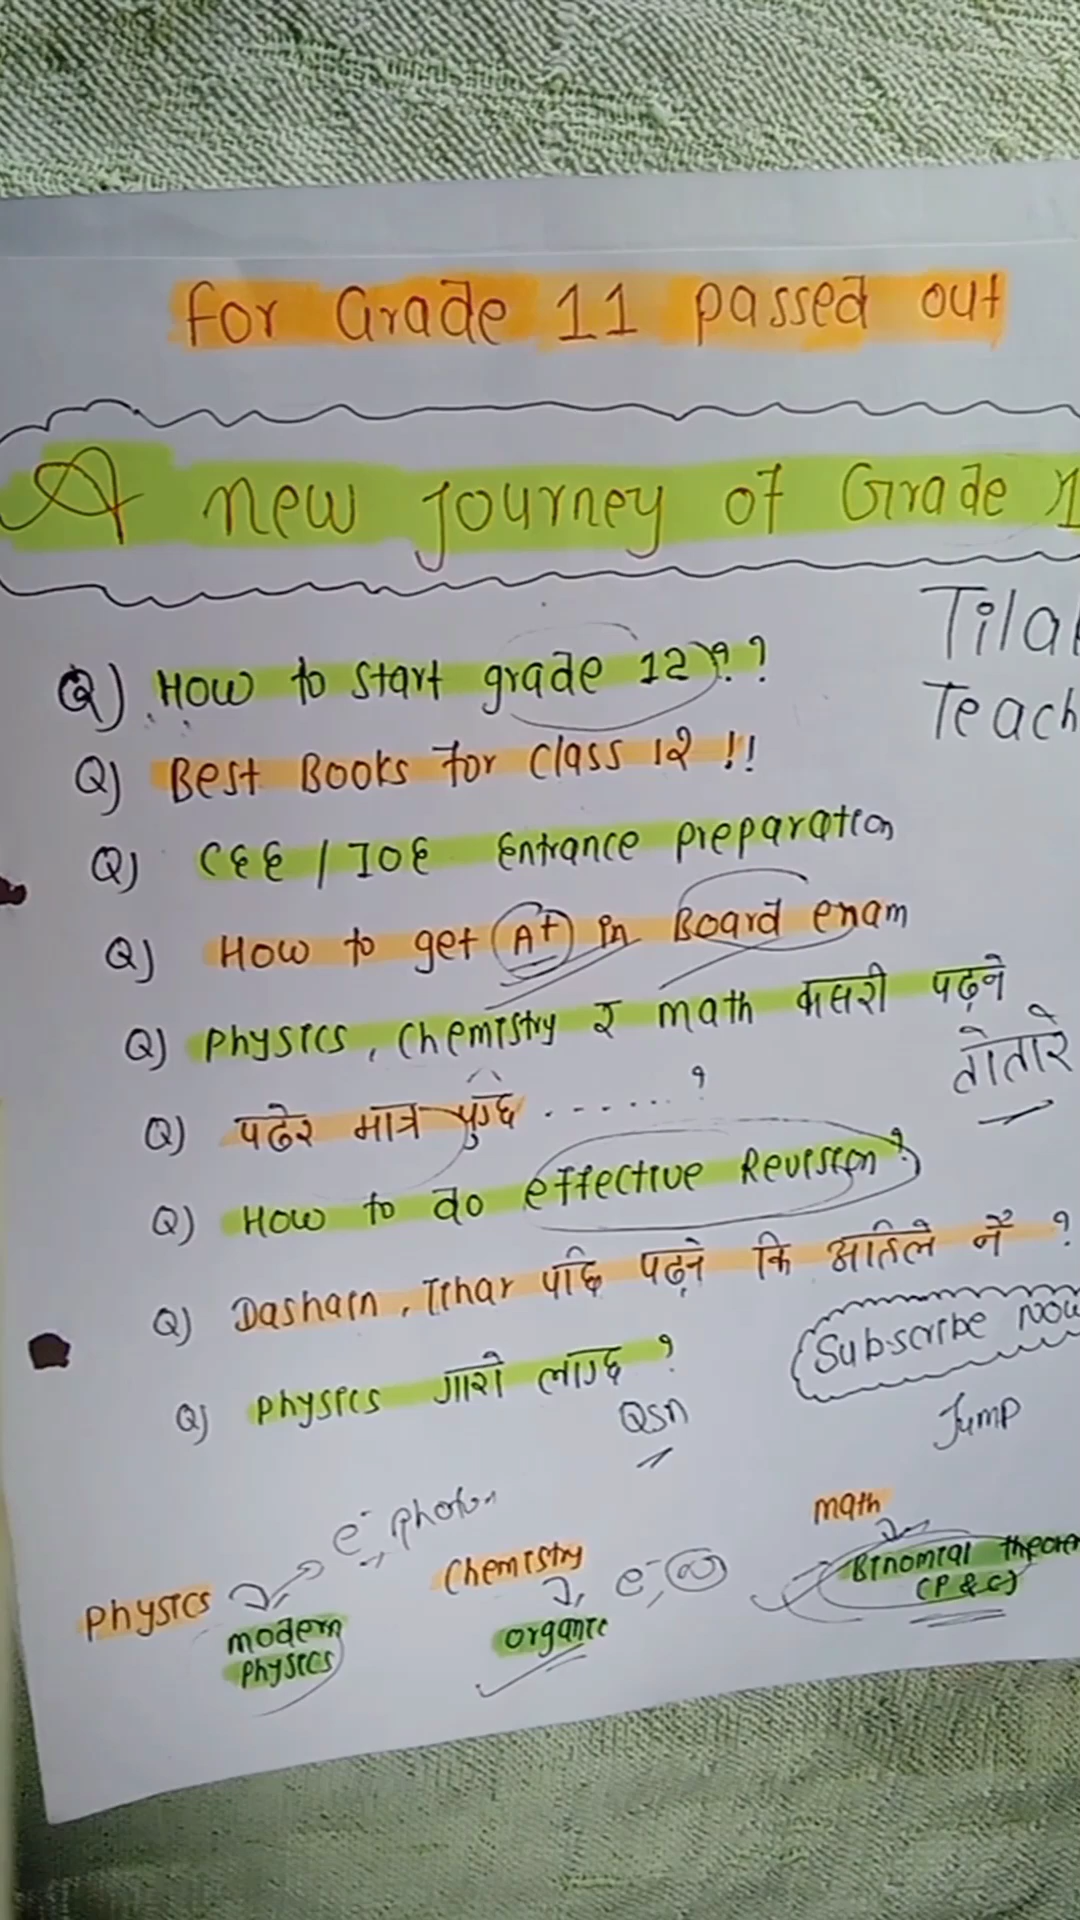 For Grade 11 passed out
A new journey of Grade 1
Tila
Teach
Q) How to start grade 12 ??
Q) Best Books for class 12 !!
Q) CEE / IOE Entrance preparation
Q) How to get A+ in Board exam
Q) Physics, Chemistry र math कसरी पढ्ने
तोतारे
Q) पढेर मात्र पुग्छ ....... ?
Q) How to do effective Revision ?
Q) Dashain, Tihar पछि पढ्ने कि अहिले नै ?
Subscribe Now
Q) Physics गारो लाग्छ ?
Qsn
Jump
e⁻, photon
Physics
modern
physics
Chemistry
e⁻,
organic
math
Binomial theorem
(P & C)